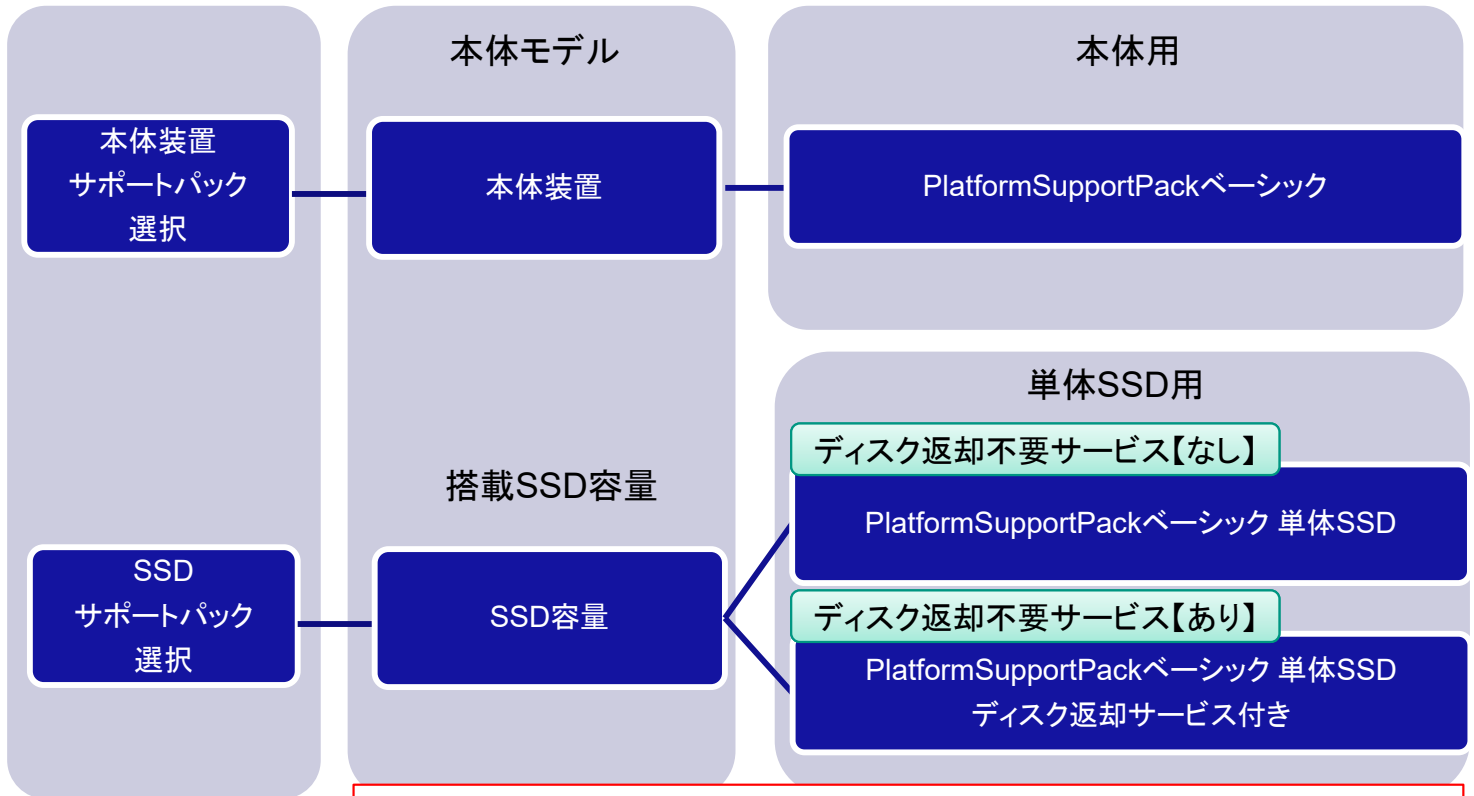 本体モデル
本体用
本体装置
サポートパック
選択
本体装置
PlatformSupportPackベーシック
単体SSD用
ディスク返却不要サービス【なし】
搭載SSD容量
PlatformSupportPackベーシック 単体SSD
SSD
サポートパック
選択
SSD容量
ディスク返却不要サービス【あり】
PlatformSupportPackベーシック 単体SSD
ディスク返却サービス付き